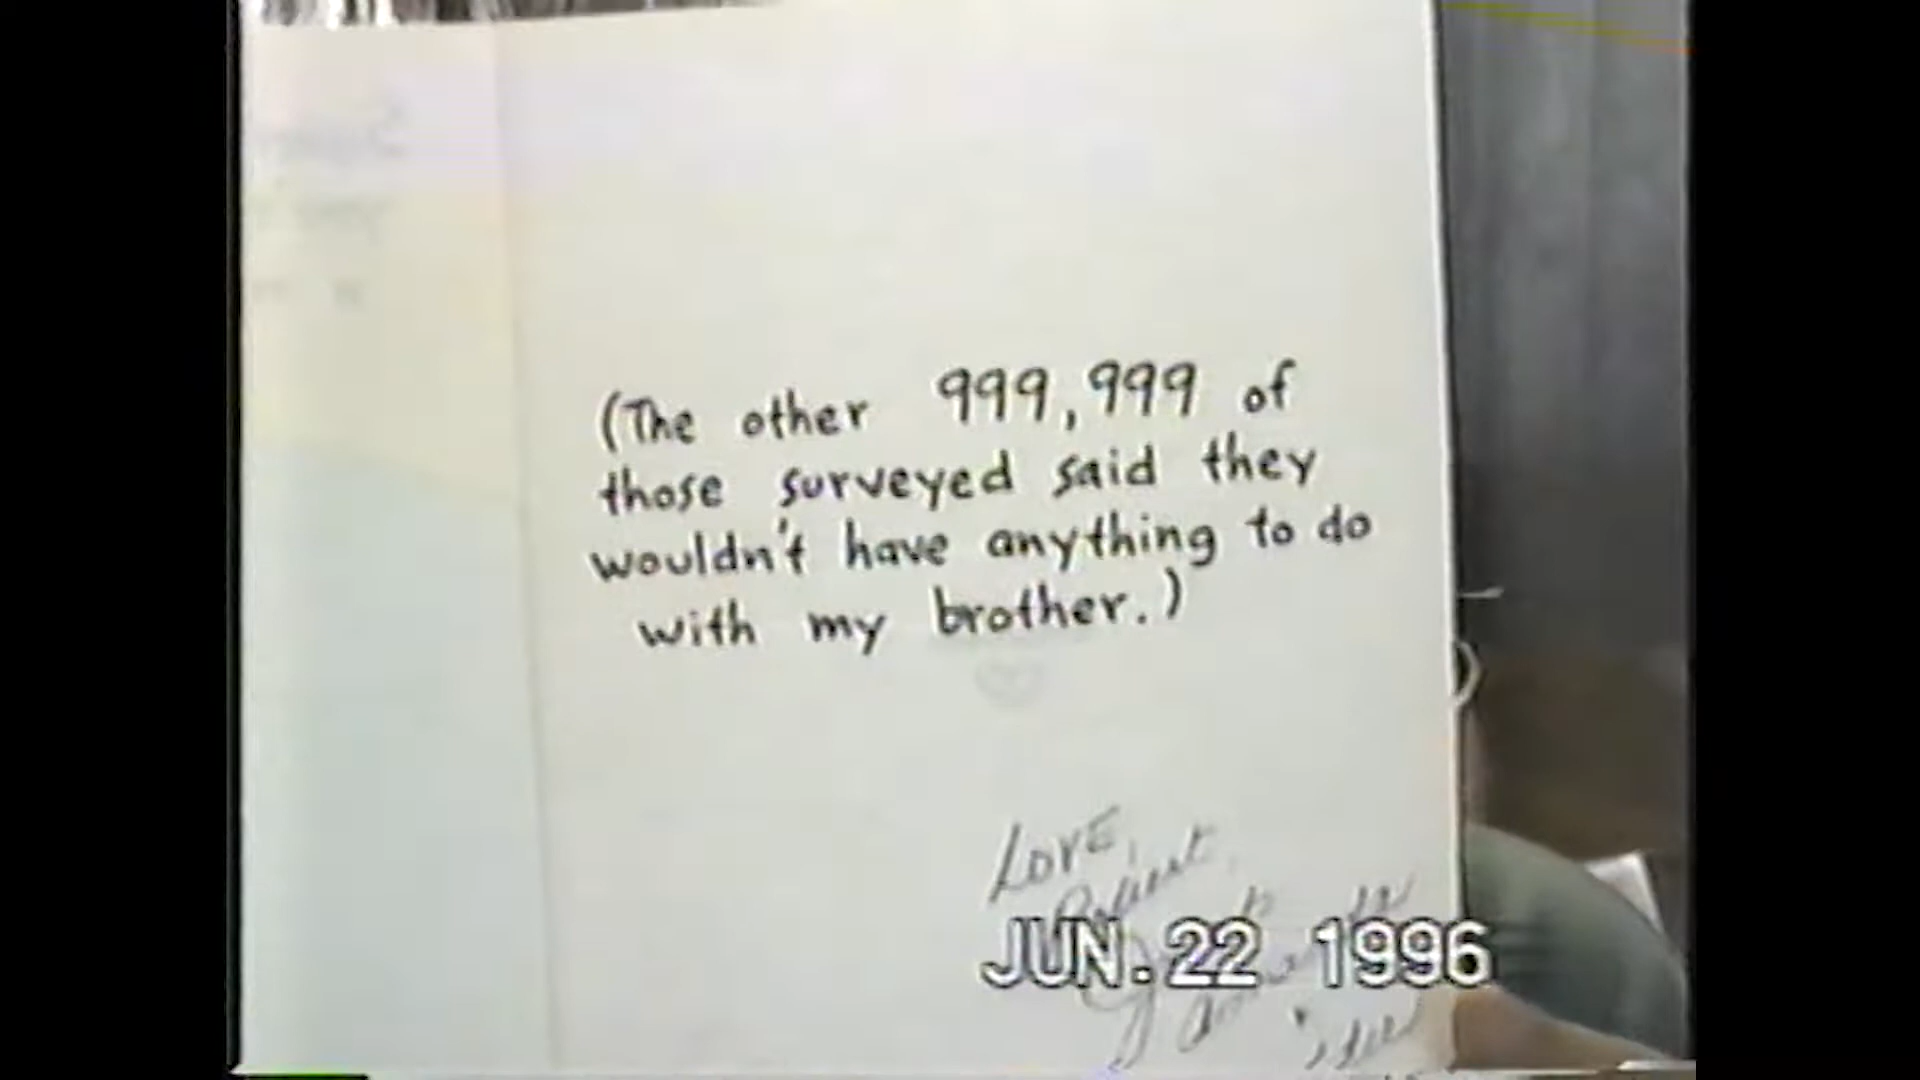 (The other 999,999 of
those surveyed said they
wouldn't have anything to do
with my brother.)
LOVE,
JUN. 22 1996